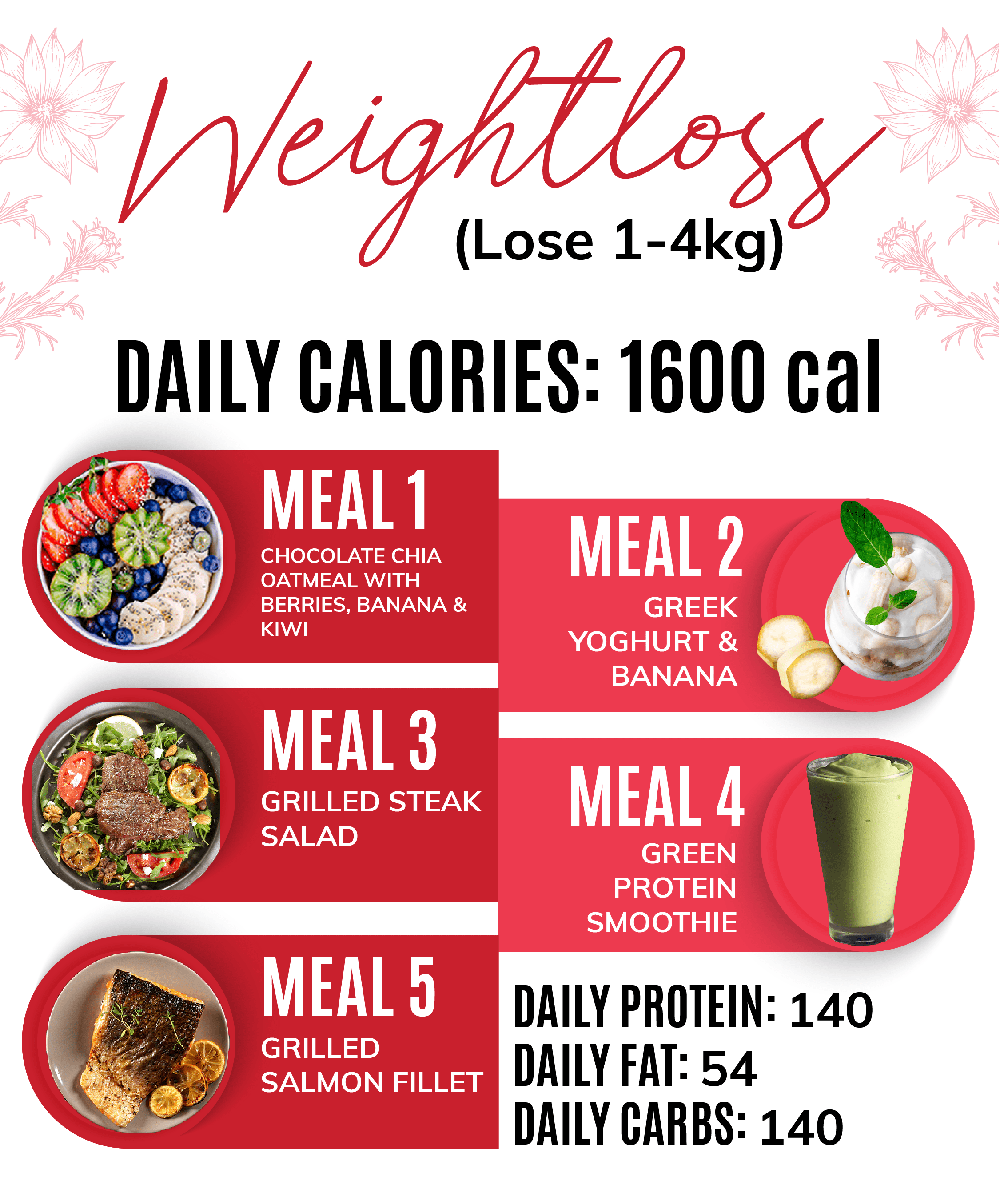 Weightloss
(Lose 1-4kg)
DAILY CALORIES: 1600 cal
MEAL 1
CHOCOLATE CHIA
OATMEAL WITH
BERRIES, BANANA &
KIWI
MEAL 2
GREEK
YOGHURT &
BANANA
MEAL 3
GRILLED STEAK
SALAD
MEAL 4
GREEN
PROTEIN
SMOOTHIE
MEAL 5
GRILLED
SALMON FILLET
DAILY PROTEIN: 140
DAILY FAT: 54
DAILY CARBS: 140